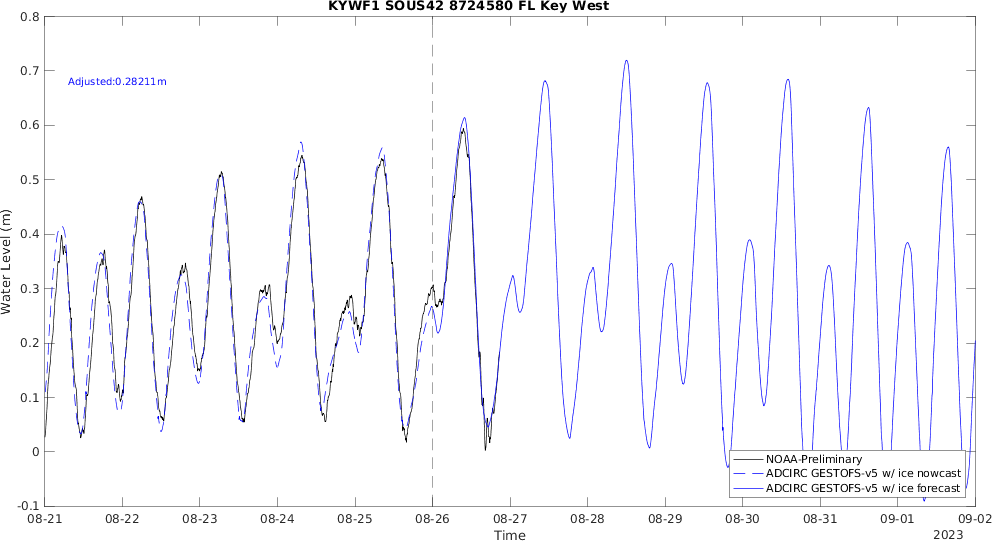 KYWF1 SOUS42 8724580 FL Key West
0.8
0.7
0.6
0.5
0.4
0.3
0.2
0.1
0
-0.1
Water Level (m)
Adjusted:0.28211m
NOAA-Preliminary
ADCIRC GESTOFS-v5 w/ ice nowcast
ADCIRC GESTOFS-v5 w/ ice forecast
08-21 08-22 08-23 08-24 08-25 08-26 08-27 08-28 08-29 08-30 08-31 09-01 09-02
Time
2023